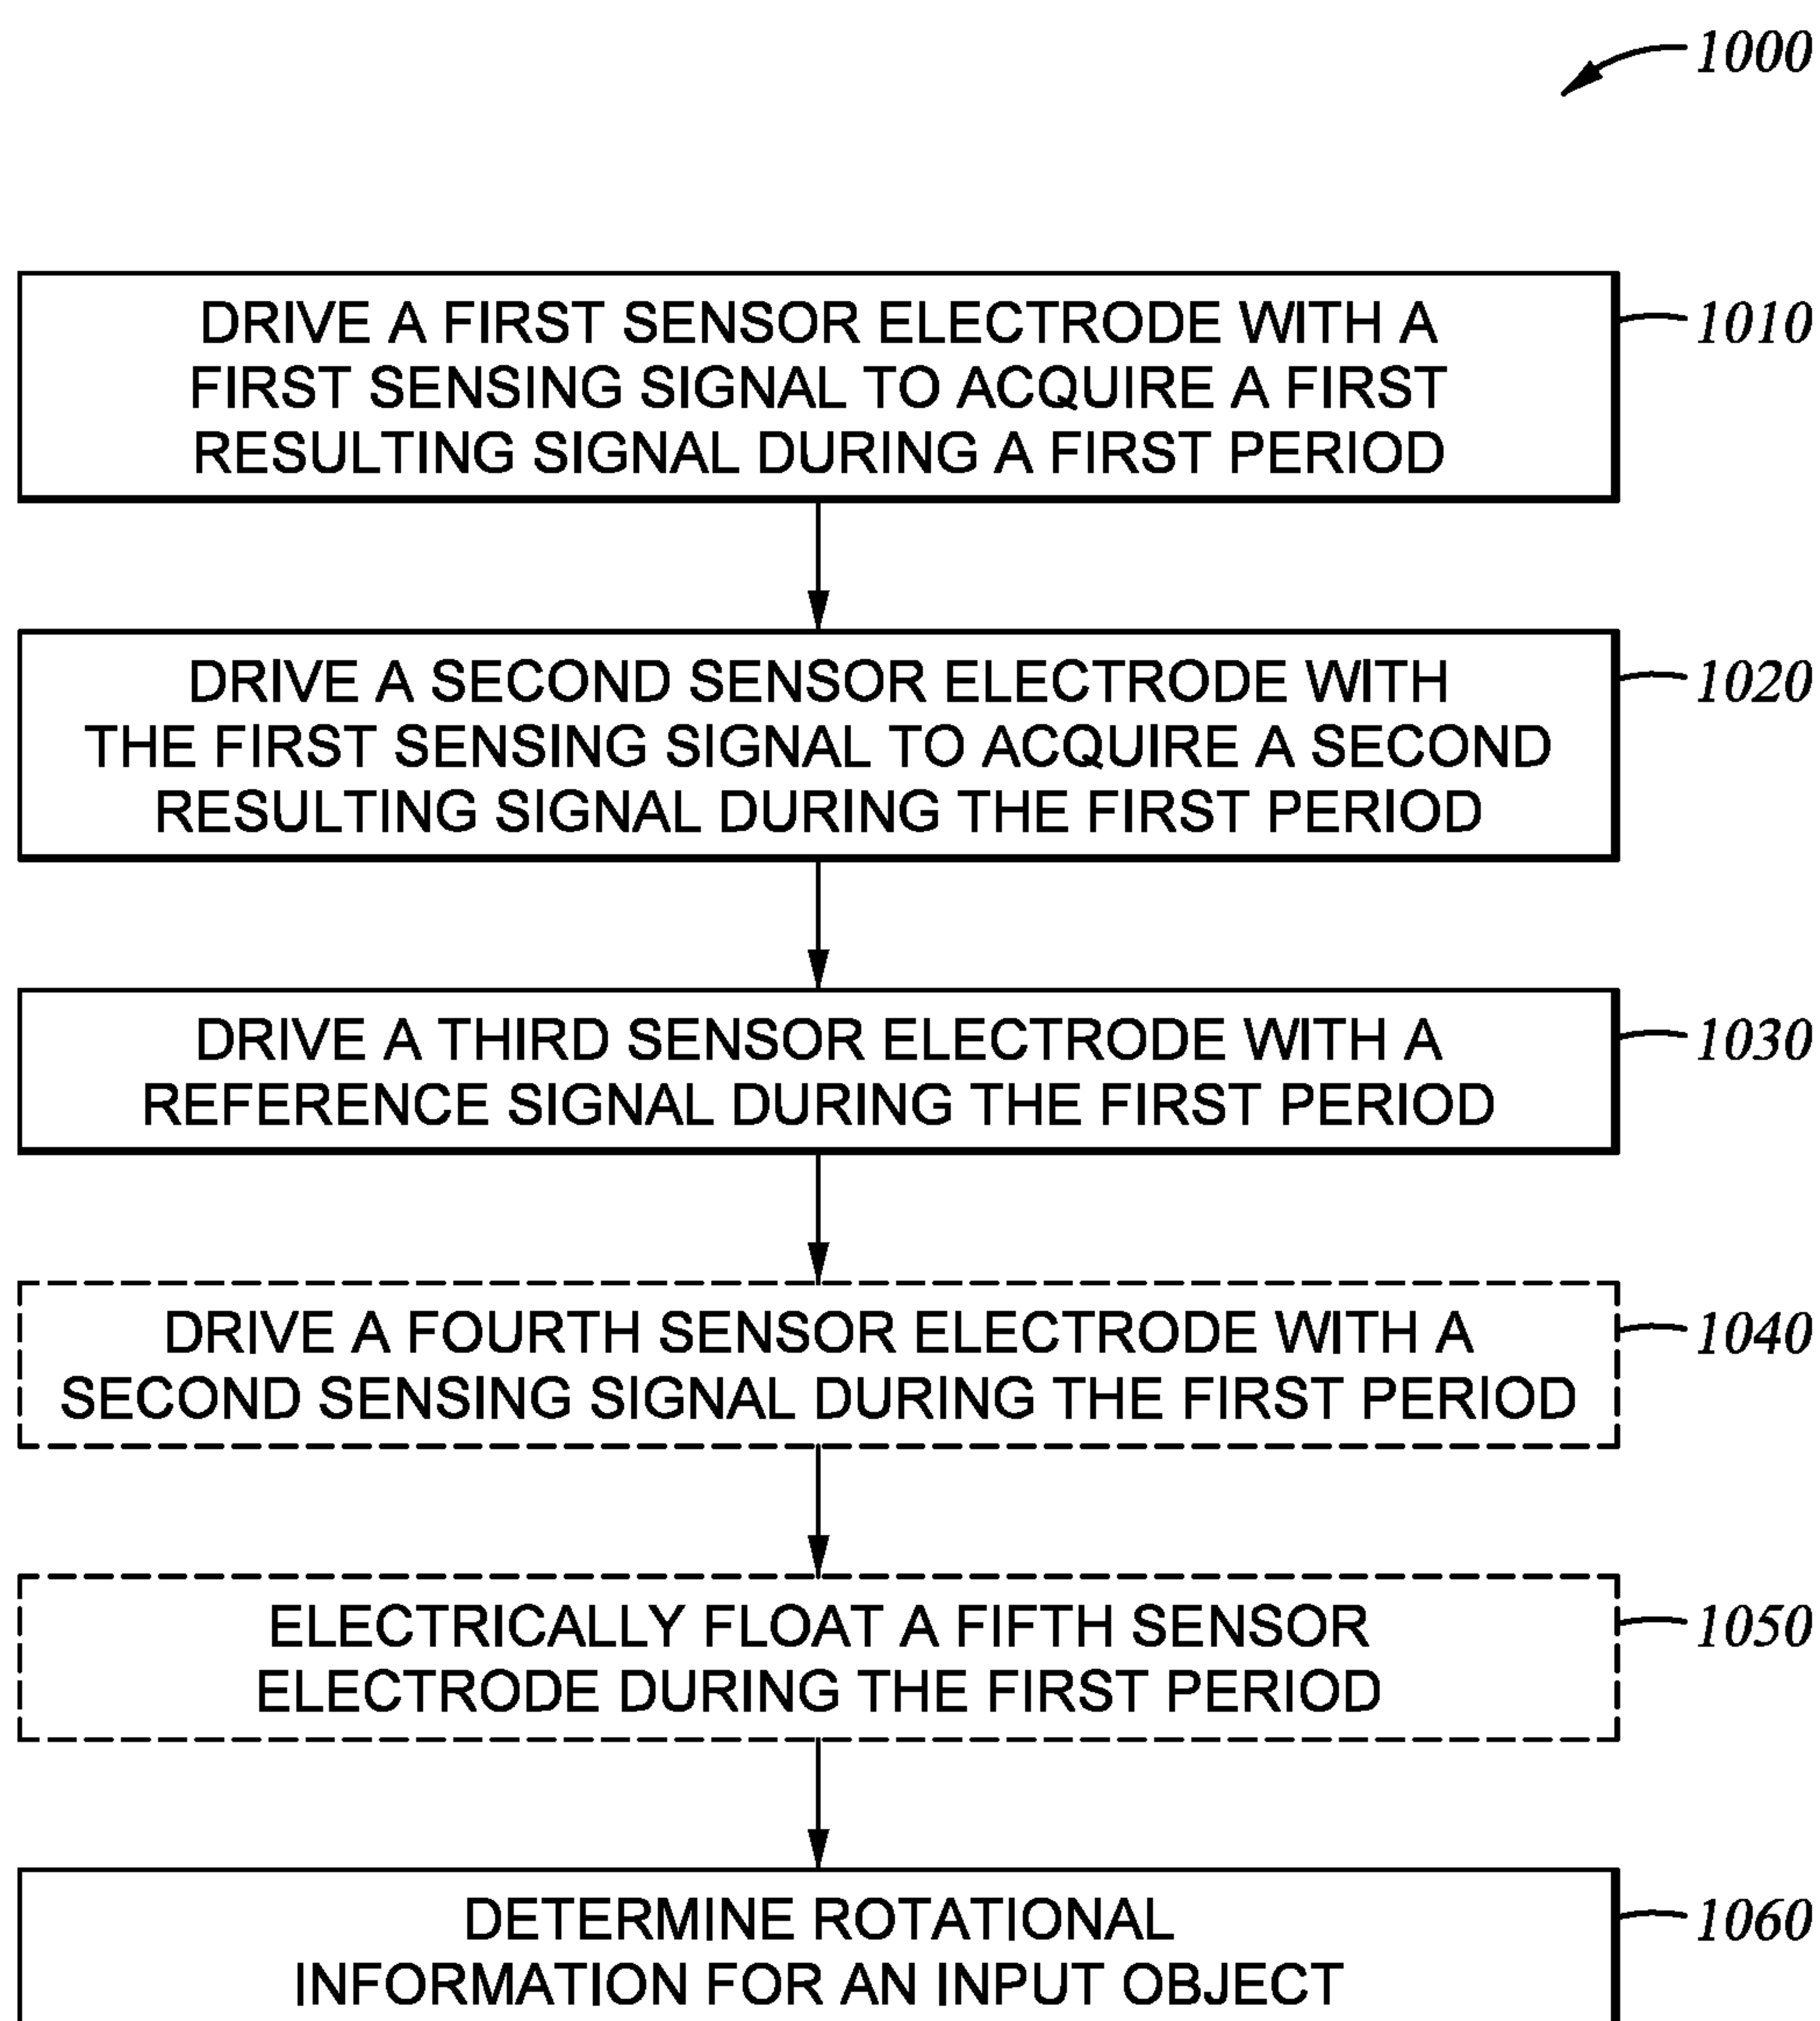 1000
DRIVE A FIRST SENSOR ELECTRODE WITH A
FIRST SENSING SIGNAL TO ACQUIRE A FIRST
RESULTING SIGNAL DURING A FIRST PERIOD
1010
DRIVE A SECOND SENSOR ELECTRODE WITH
THE FIRST SENSING SIGNAL TO ACQUIRE A SECOND
RESULTING SIGNAL DURING THE FIRST PERIOD
1020
DRIVE A THIRD SENSOR ELECTRODE WITH A
REFERENCE SIGNAL DURING THE FIRST PERIOD
1030
DRIVE A FOURTH SENSOR ELECTRODE WITH A
SECOND SENSING SIGNAL DURING THE FIRST PERIOD
1040
ELECTRICALLY FLOAT A FIFTH SENSOR
ELECTRODE DURING THE FIRST PERIOD
1050
DETERMINE ROTATIONAL
INFORMATION FOR AN INPUT OBJECT
1060